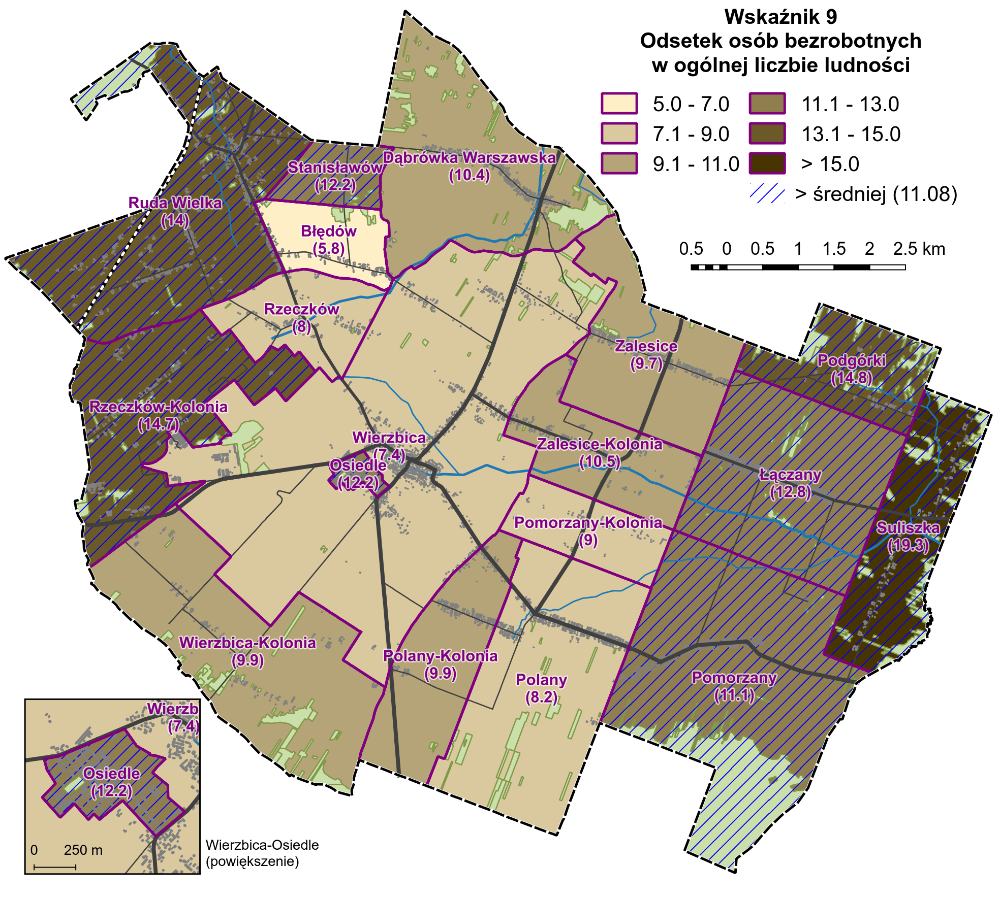 Wskaźnik 9
Odsetek osób bezrobotnych
w ogólnej liczbie ludności
5.0 - 7.0
11.1 - 13.0
7.1 - 9.0
13.1 - 15.0
9.1 - 11.0
> 15.0
> średniej (11.08)
0.5 0 0.5 1 1.5 2 2.5 km
Dąbrówka Warszawska
(10.4)
Stanisławów
(12.2)
Ruda Wielka
(14)
Błędów
(5.8)
Rzeczków
(8)
Zalesice
(9.7)
Podgórki
(14.8)
Rzeczków-Kolonia
(14.7)
Wierzbica
(7.4)
Osiedle
(12.2)
Zalesice-Kolonia
(10.5)
Łączany
(12.8)
Pomorzany-Kolonia
(9)
Suliszka
(19.3)
Wierzbica-Kolonia
(9.9)
Polany-Kolonia
(9.9)
Polany
(8.2)
Pomorzany
(11.1)
Wierzb
(7.4)
Osiedle
(12.2)
0 250 m
Wierzbica-Osiedle
(powiększenie)